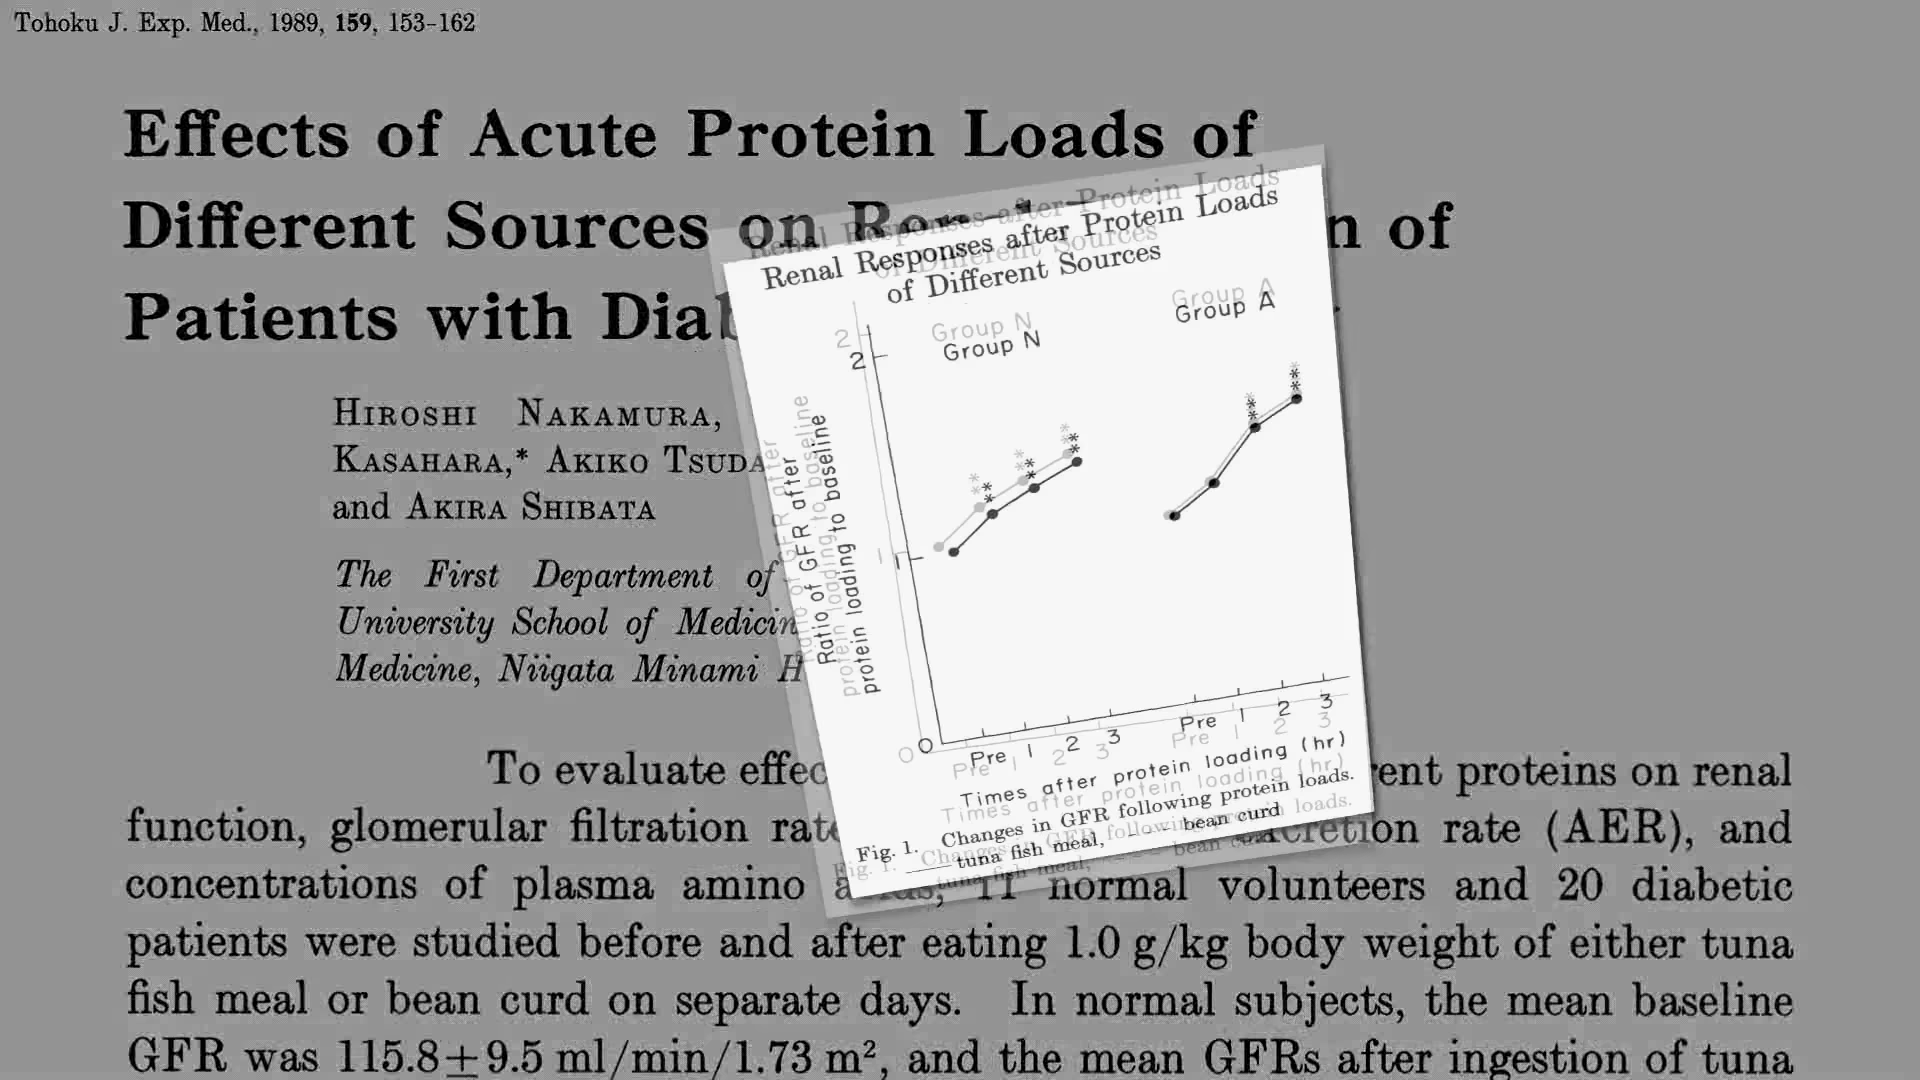 Tohoku J. Exp. Med., 1989, 159, 153-162
Effects of Acute Protein Loads of
Different Sources on n of
Patients with
HIROSHI NAKAMURA,
KASAHARA,* AKIKO TSUDA
and AKIRA SHIBATA
The First Department of
University School of Medicin
Medicine, Niigata Minami H
To evaluate effec ent proteins on renal
function, glomerular filtration rate excretion rate (AER), and
concentrations of plasma amino acids, 11 normal volunteers and 20 diabetic
patients were studied before and after eating 1.0 g/kg body weight of either tuna
fish meal or bean curd on separate days. In normal subjects, the mean baseline
GFR was 115.8±9.5 ml/min/1.73 m², and the mean GFRs after ingestion of tuna
Renal Responses after Protein Loads
of Different Sources
Group N
Group A
Ratio of GFR after
protein loading to baseline
2
1
0
Pre 1 2 3 Pre 1 2 3
Times after protein loading (hr)
Fig. 1. Changes in GFR following protein loads.
—— tuna fish meal, --- bean curd